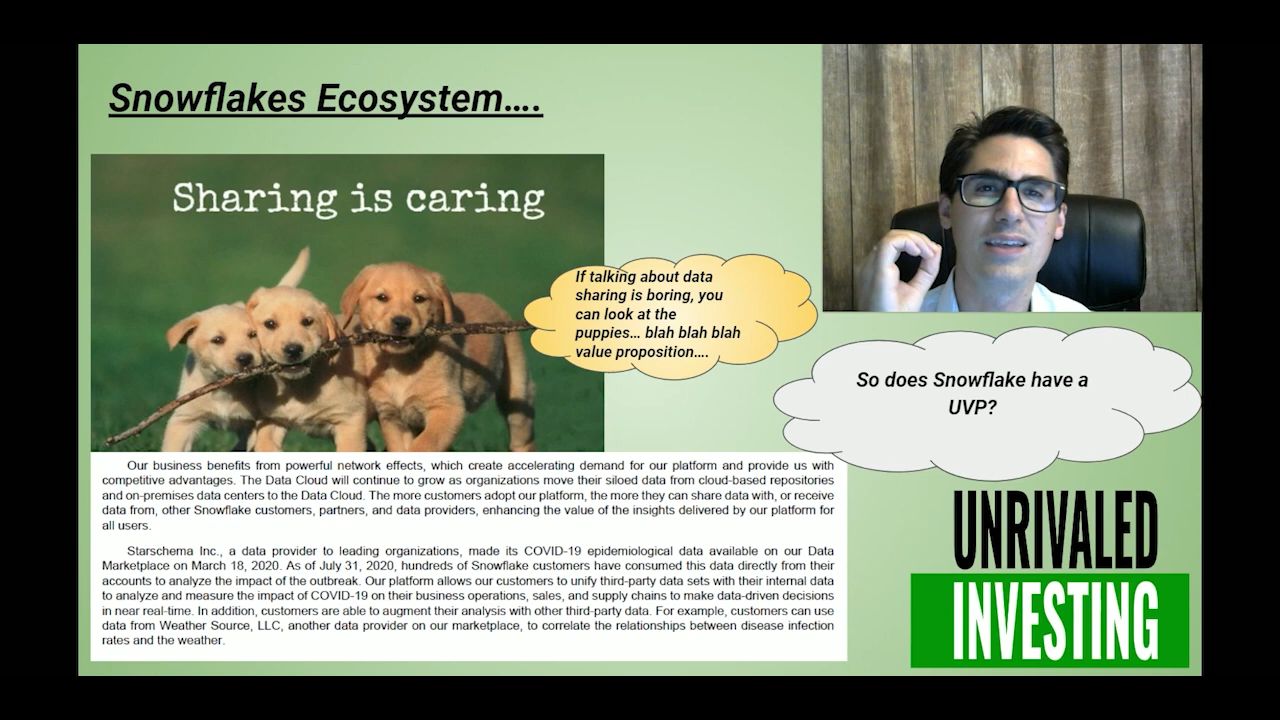 Snowflakes Ecosystem....
Sharing is caring
If talking about data
sharing is boring, you
can look at the
puppies... blah blah blah
value proposition....
So does Snowflake have a
UVP?
Our business benefits from powerful network effects, which create accelerating demand for our platform and provide us with
competitive advantages. The Data Cloud will continue to grow as organizations move their siloed data from cloud-based repositories
and on-premises data centers to the Data Cloud. The more customers adopt our platform, the more they can share data with, or receive
data from, other Snowflake customers, partners, and data providers, enhancing the value of the insights delivered by our platform for
all users.
Starschema Inc., a data provider to leading organizations, made its COVID-19 epidemiological data available on our Data
Marketplace on March 18, 2020. As of July 31, 2020, hundreds of Snowflake customers have consumed this data directly from their
accounts to analyze the impact of the outbreak. Our platform allows our customers to unify third-party data sets with their internal data
to analyze and measure the impact of COVID-19 on their business operations, sales, and supply chains to make data-driven decisions
in near real-time. In addition, customers are able to augment their analysis with other third-party data. For example, customers can use
data from Weather Source, LLC, another data provider on our marketplace, to correlate the relationships between disease infection
rates and the weather.
UNRIVALED
INVESTING